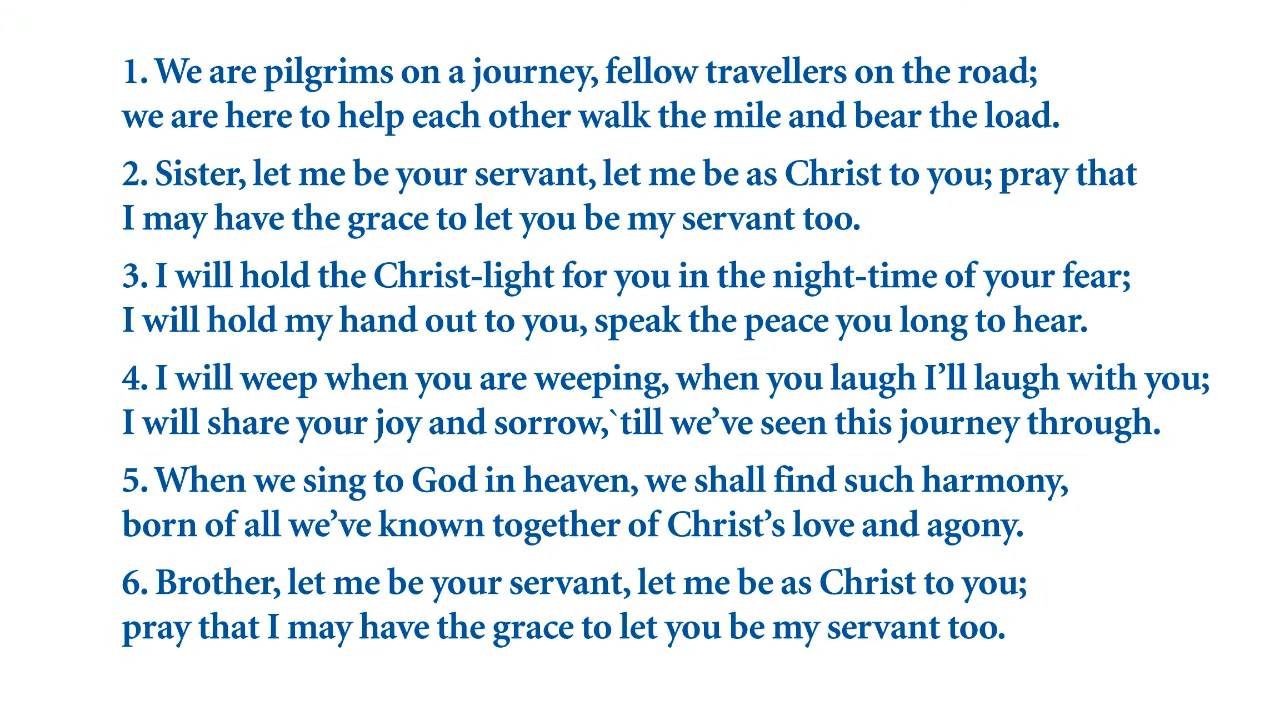 1. We are pilgrims on a journey, fellow travellers on the road;
we are here to help each other walk the mile and bear the load.
2. Sister, let me be your servant, let me be as Christ to you; pray that
I may have the grace to let you be my servant too.
3. I will hold the Christ-light for you in the night-time of your fear;
I will hold my hand out to you, speak the peace you long to hear.
4. I will weep when you are weeping, when you laugh I’ll laugh with you;
I will share your joy and sorrow,`till we’ve seen this journey through.
5. When we sing to God in heaven, we shall find such harmony,
born of all we’ve known together of Christ’s love and agony.
6. Brother, let me be your servant, let me be as Christ to you;
pray that I may have the grace to let you be my servant too.